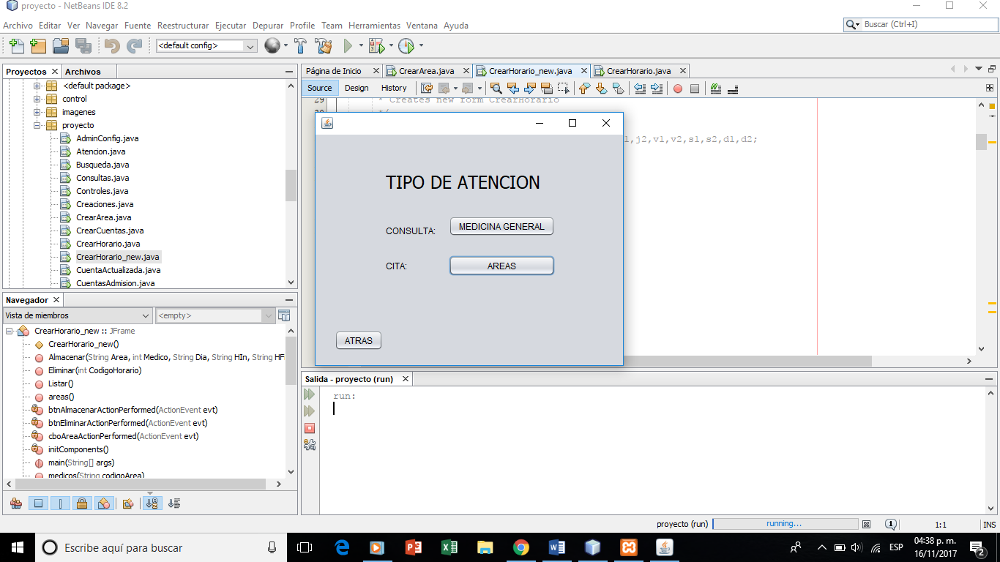 proyecto - NetBeans IDE 8.2
Archivo Editar Ver Navegar Fuente Reestructurar Ejecutar Depurar Profile Team Herramientas Ventana Ayuda
Buscar (Ctrl+I)
<default config>
Proyectos Archivos
<default package>
control
imagenes
proyecto
AdminConfig.java
Atencion.java
Busqueda.java
Consultas.java
Controles.java
Creaciones.java
CrearArea.java
CrearCuentas.java
CrearHorario.java
CrearHorario_new.java
CuentaActualizada.java
CuentasAdmision.java
Navegador
Vista de miembros
<empty>
CrearHorario_new :: JFrame
CrearHorario_new()
Almacenar(String Area, int Medico, String Dia, String HIn, String HF
Eliminar(int CodigoHorario)
Listar()
areas()
btnAlmacenarActionPerformed(ActionEvent evt)
btnEliminarActionPerformed(ActionEvent evt)
cboAreaActionPerformed(ActionEvent evt)
initComponents()
main(String[] args)
medicos(String codigoArea)
Página de Inicio CrearArea.java CrearHorario_new.java CrearHorario.java
Source Design History
29 * Creates new form CrearHorario
*/
1,j2,v1,v2,s1,s2,d1,d2;
TIPO DE ATENCION
CONSULTA: MEDICINA GENERAL
CITA: AREAS
ATRAS
Salida - proyecto (run)
run:
proyecto (run) running... 1 1:1 INS
Escribe aquí para buscar
ESP
04:38 p. m.
16/11/2017
2